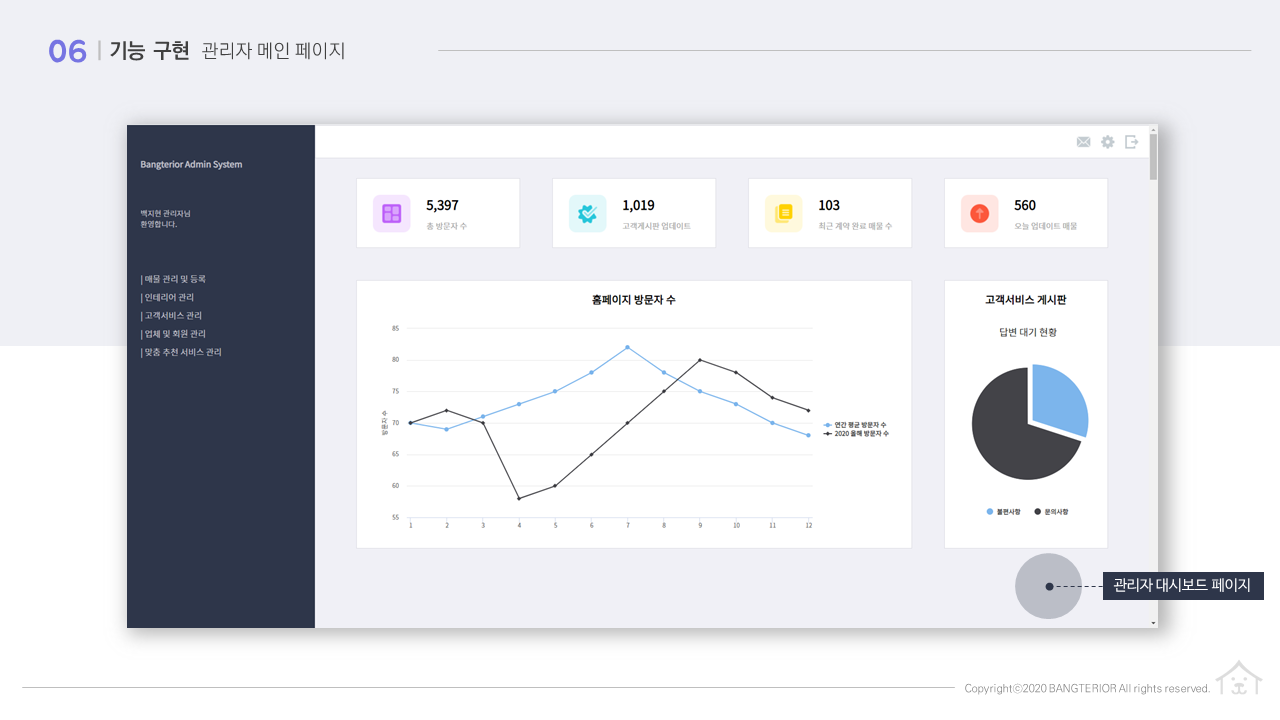 06 | 기능 구현 관리자 메인 페이지
Bangterior Admin System
백지현 관리자님
환영합니다.
| 매물 관리 및 등록
| 인테리어 관리
| 고객서비스 관리
| 업체 및 회원 관리
| 맞춤 추천 서비스 관리
5,397
총 방문자 수
1,019
고객게시판 업데이트
103
최근 계약 완료 매물 수
560
오늘 업데이트 매물
홈페이지 방문자 수
방문자 수
85
80
75
70
65
60
55
1 2 3 4 5 6 7 8 9 10 11 12
연간 평균 방문자 수
2020 올해 방문자 수
고객서비스 게시판
답변 대기 현황
불편사항 문의사항
관리자 대시보드 페이지
Copyrightⓒ2020 BANGTERIOR All rights reserved.